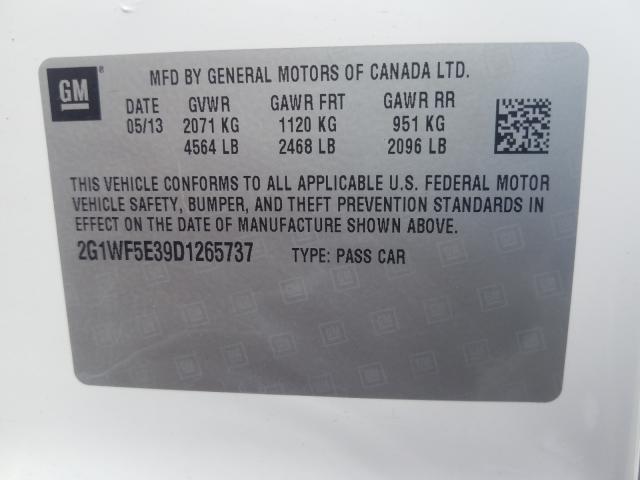 GM
MFD BY GENERAL MOTORS OF CANADA LTD.
DATE GVWR GAWR FRT GAWR RR
05/13 2071 KG 1120 KG 951 KG
4564 LB 2468 LB 2096 LB
THIS VEHICLE CONFORMS TO ALL APPLICABLE U.S. FEDERAL MOTOR
VEHICLE SAFETY, BUMPER, AND THEFT PREVENTION STANDARDS IN
EFFECT ON THE DATE OF MANUFACTURE SHOWN ABOVE.
2G1WF5E39D1265737 TYPE: PASS CAR